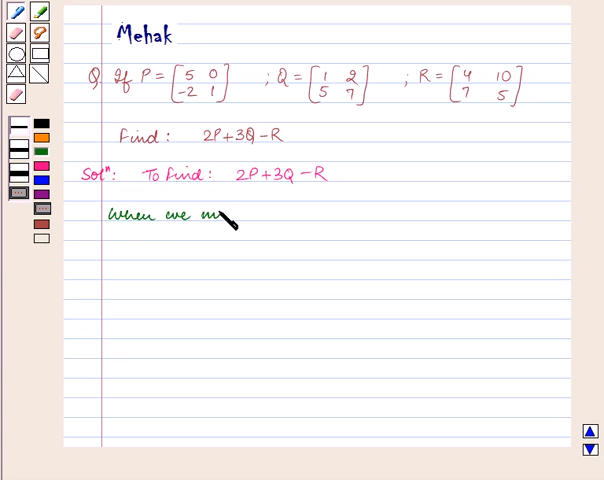 Mehak
Q. If P = [5 0 -2 1] ; Q = [1 2 5 7] ; R = [4 10 7 5]
Find: 2P+3Q-R
Solⁿ: To Find: 2P+3Q-R
When we